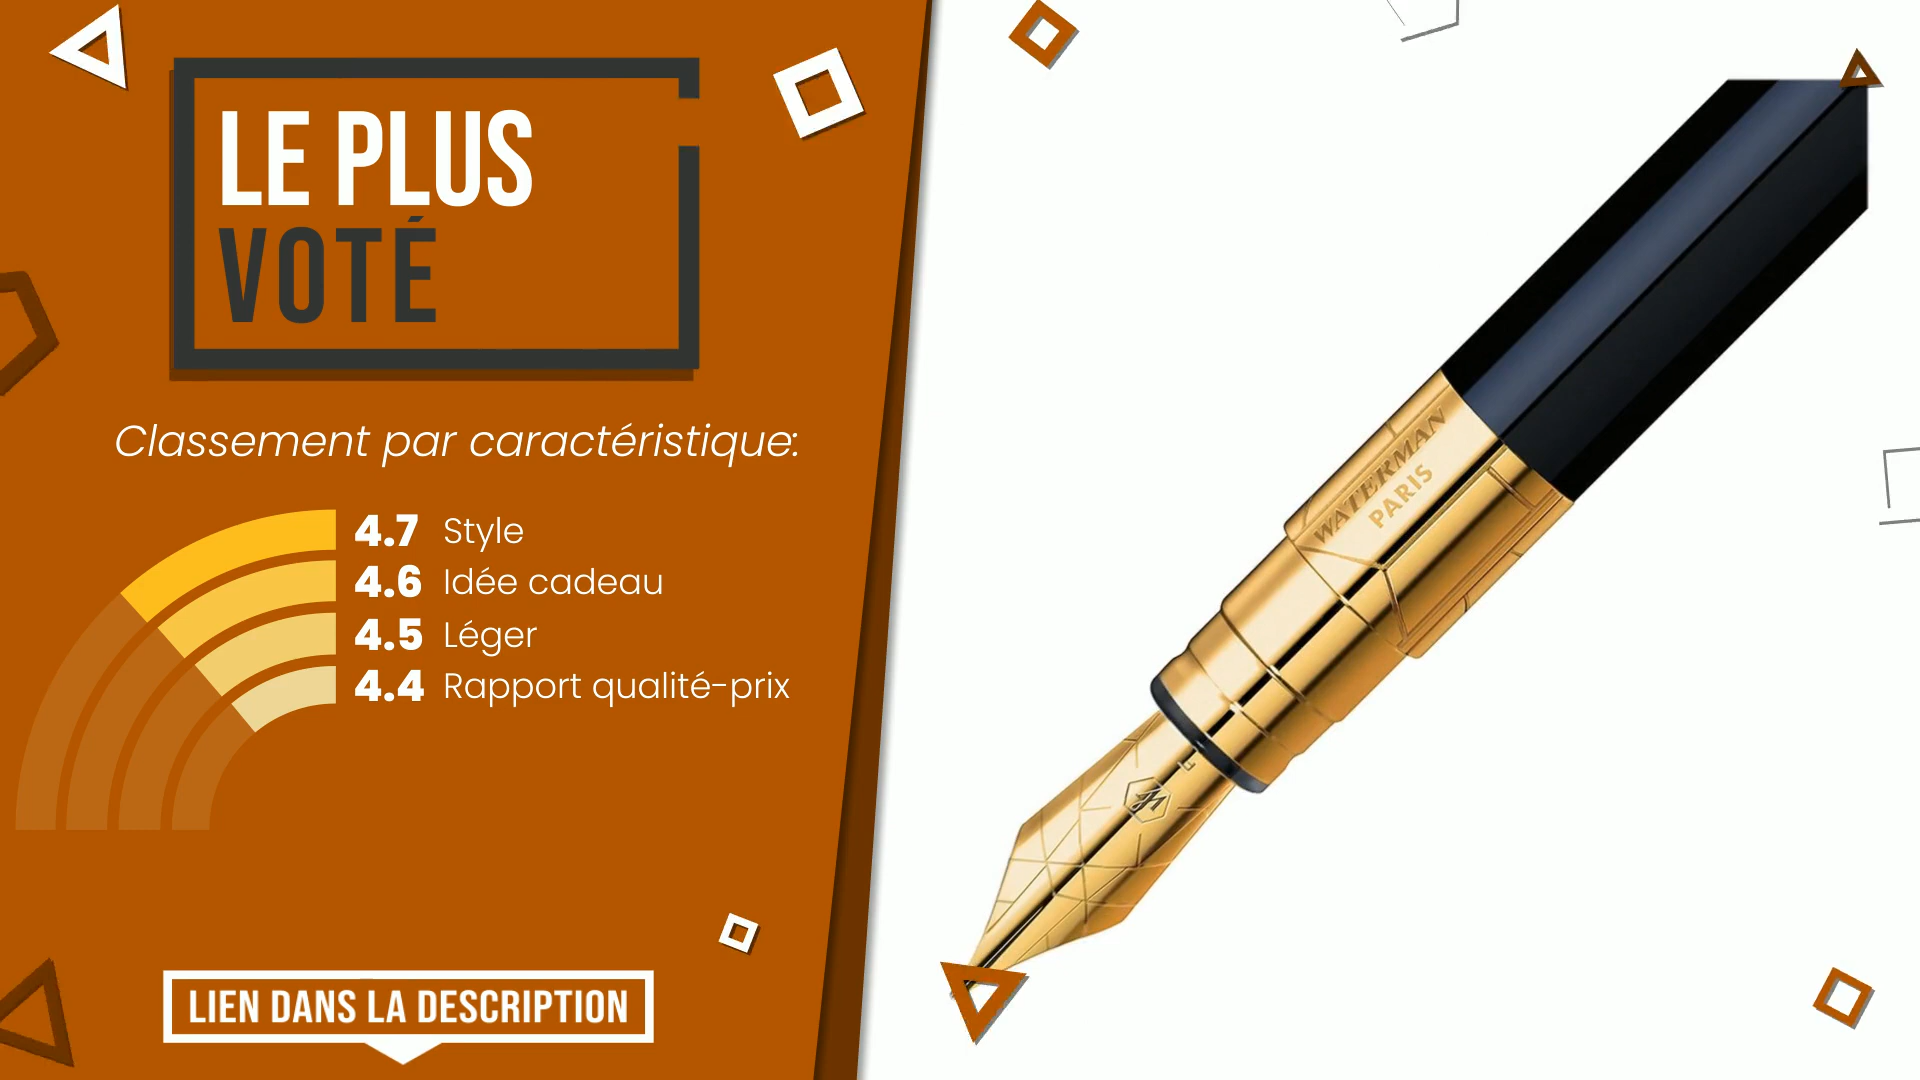 LE PLUS
VOTÉ
Classement par caractéristique:
4.7 Style
4.6 Idée cadeau
4.5 Léger
4.4 Rapport qualité-prix
LIEN DANS LA DESCRIPTION
WATERMAN
PARIS